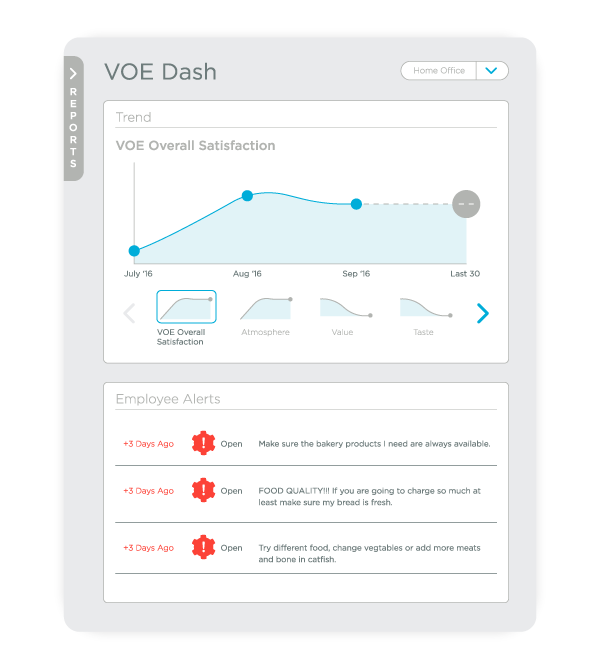 VOE Dash
Home Office
REPORTS
Trend
VOE Overall Satisfaction
July '16
Aug '16
Sep '16
Last 30
--
VOE Overall
Satisfaction
Atmosphere
Value
Taste
Employee Alerts
+3 Days Ago ! Open Make sure the bakery products I need are always available.
+3 Days Ago ! Open FOOD QUALITY!!! If you are going to charge so much at
least make sure my bread is fresh.
+3 Days Ago ! Open Try different food, change vegtables or add more meats
and bone in catfish.